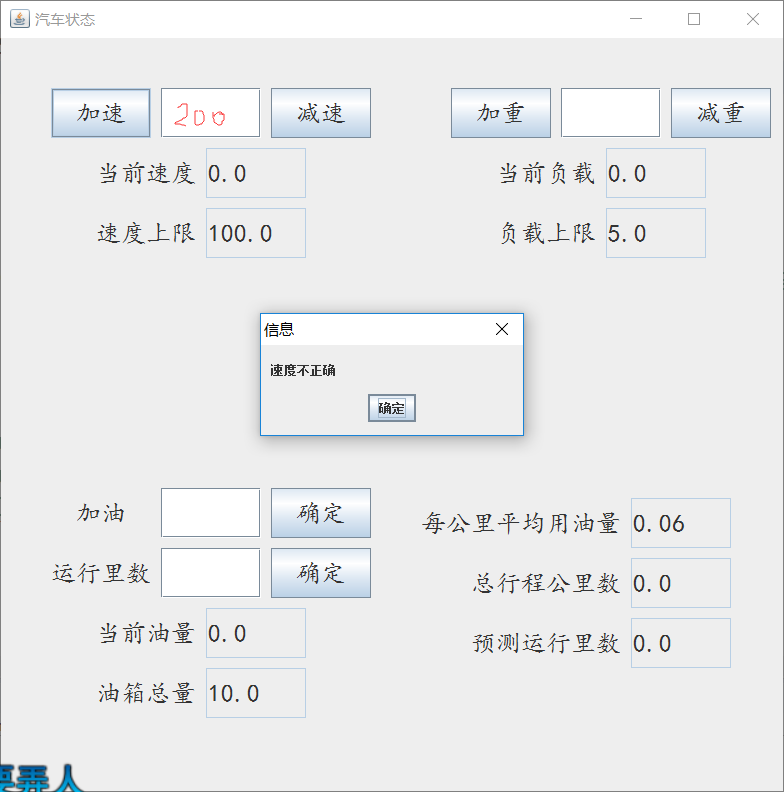 汽车状态
加速 200 减速 加重 减重
当前速度 0.0 当前负载 0.0
速度上限 100.0 负载上限 5.0
信息
速度不正确
确定
加油 确定 每公里平均用油量 0.06
运行里数 确定 总行程公里数 0.0
当前油量 0.0 预测运行里数 0.0
油箱总量 10.0
弄人